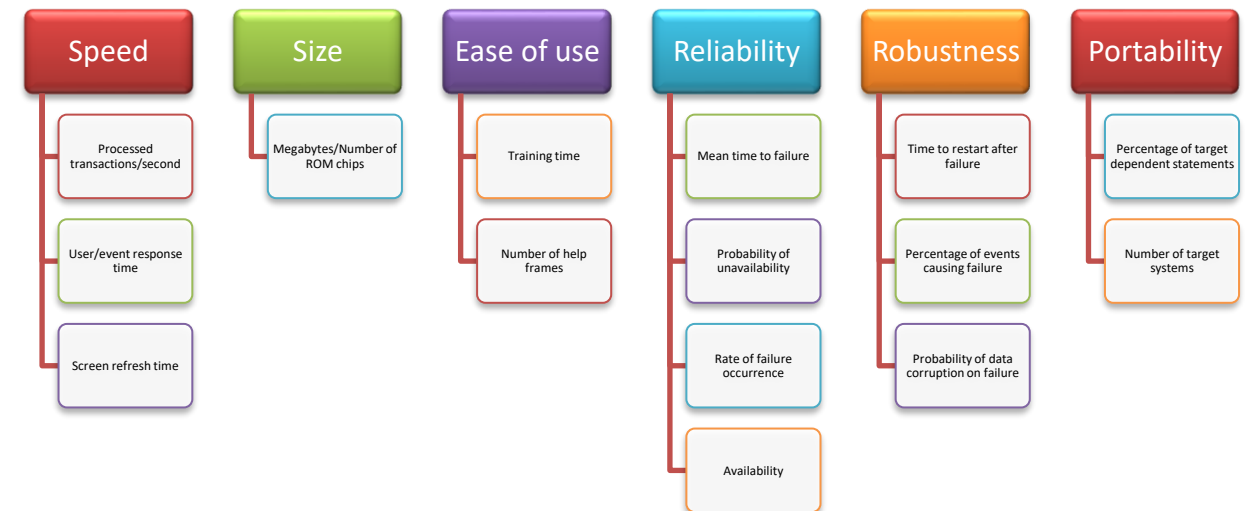 Speed
Processed
transactions/second
User/event response
time
Screen refresh time
Size
Megabytes/Number of
ROM chips
Ease of use
Training time
Number of help
frames
Reliability
Mean time to failure
Probability of
unavailability
Rate of failure
occurrence
Availability
Robustness
Time to restart after
failure
Percentage of events
causing failure
Probability of data
corruption on failure
Portability
Percentage of target
dependent statements
Number of target
systems